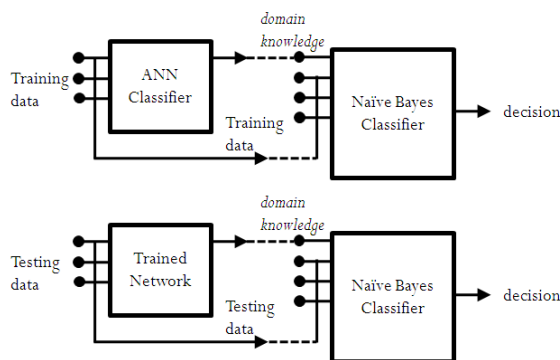 domain
knowledge
ANN
Classifier
Training
data
Training
data
Naïve Bayes
Classifier
decision
domain
knowledge
Trained
Network
Testing
data
Testing
data
Naïve Bayes
Classifier
decision